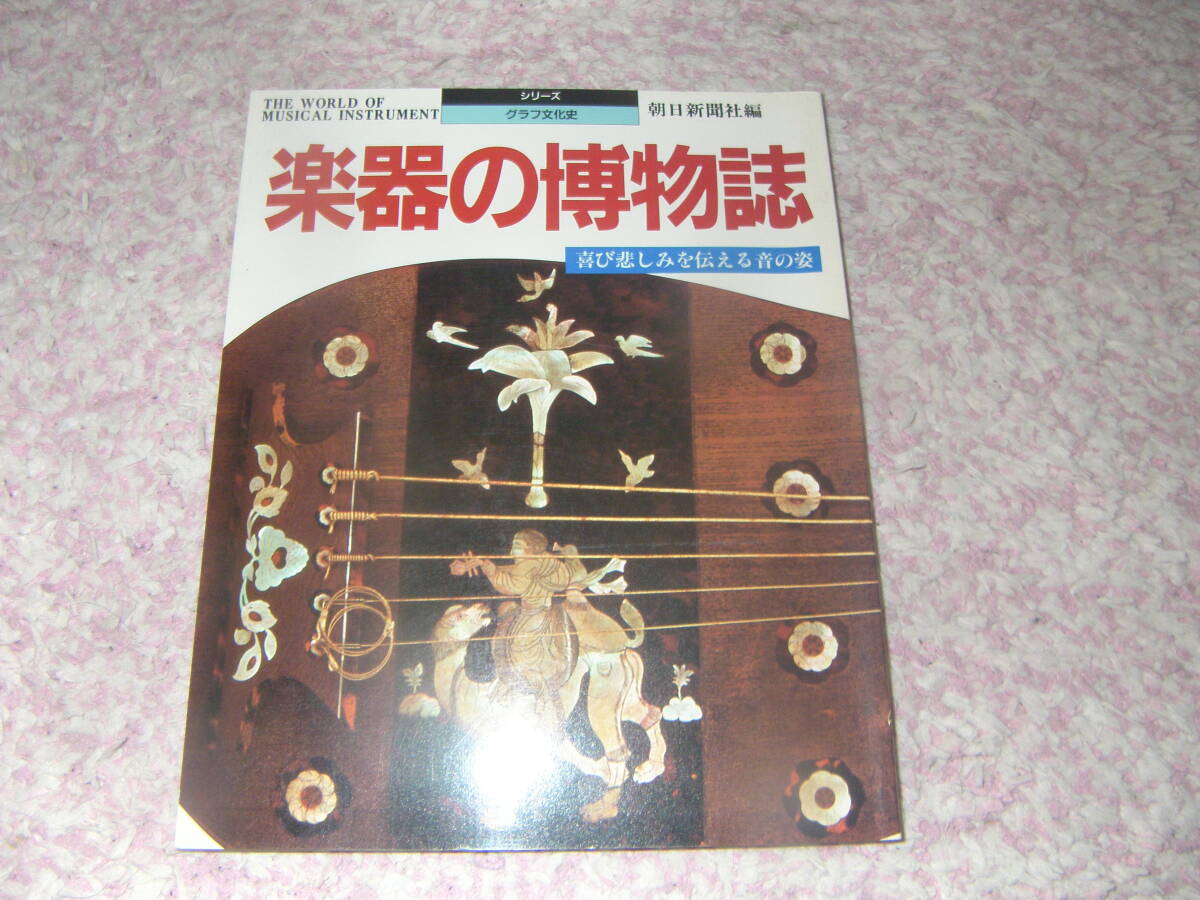 THE WORLD OF
MUSICAL INSTRUMENT
シリーズ
グラフ文化史
朝日新聞社編
楽器の博物誌
喜び悲しみを伝える音の姿